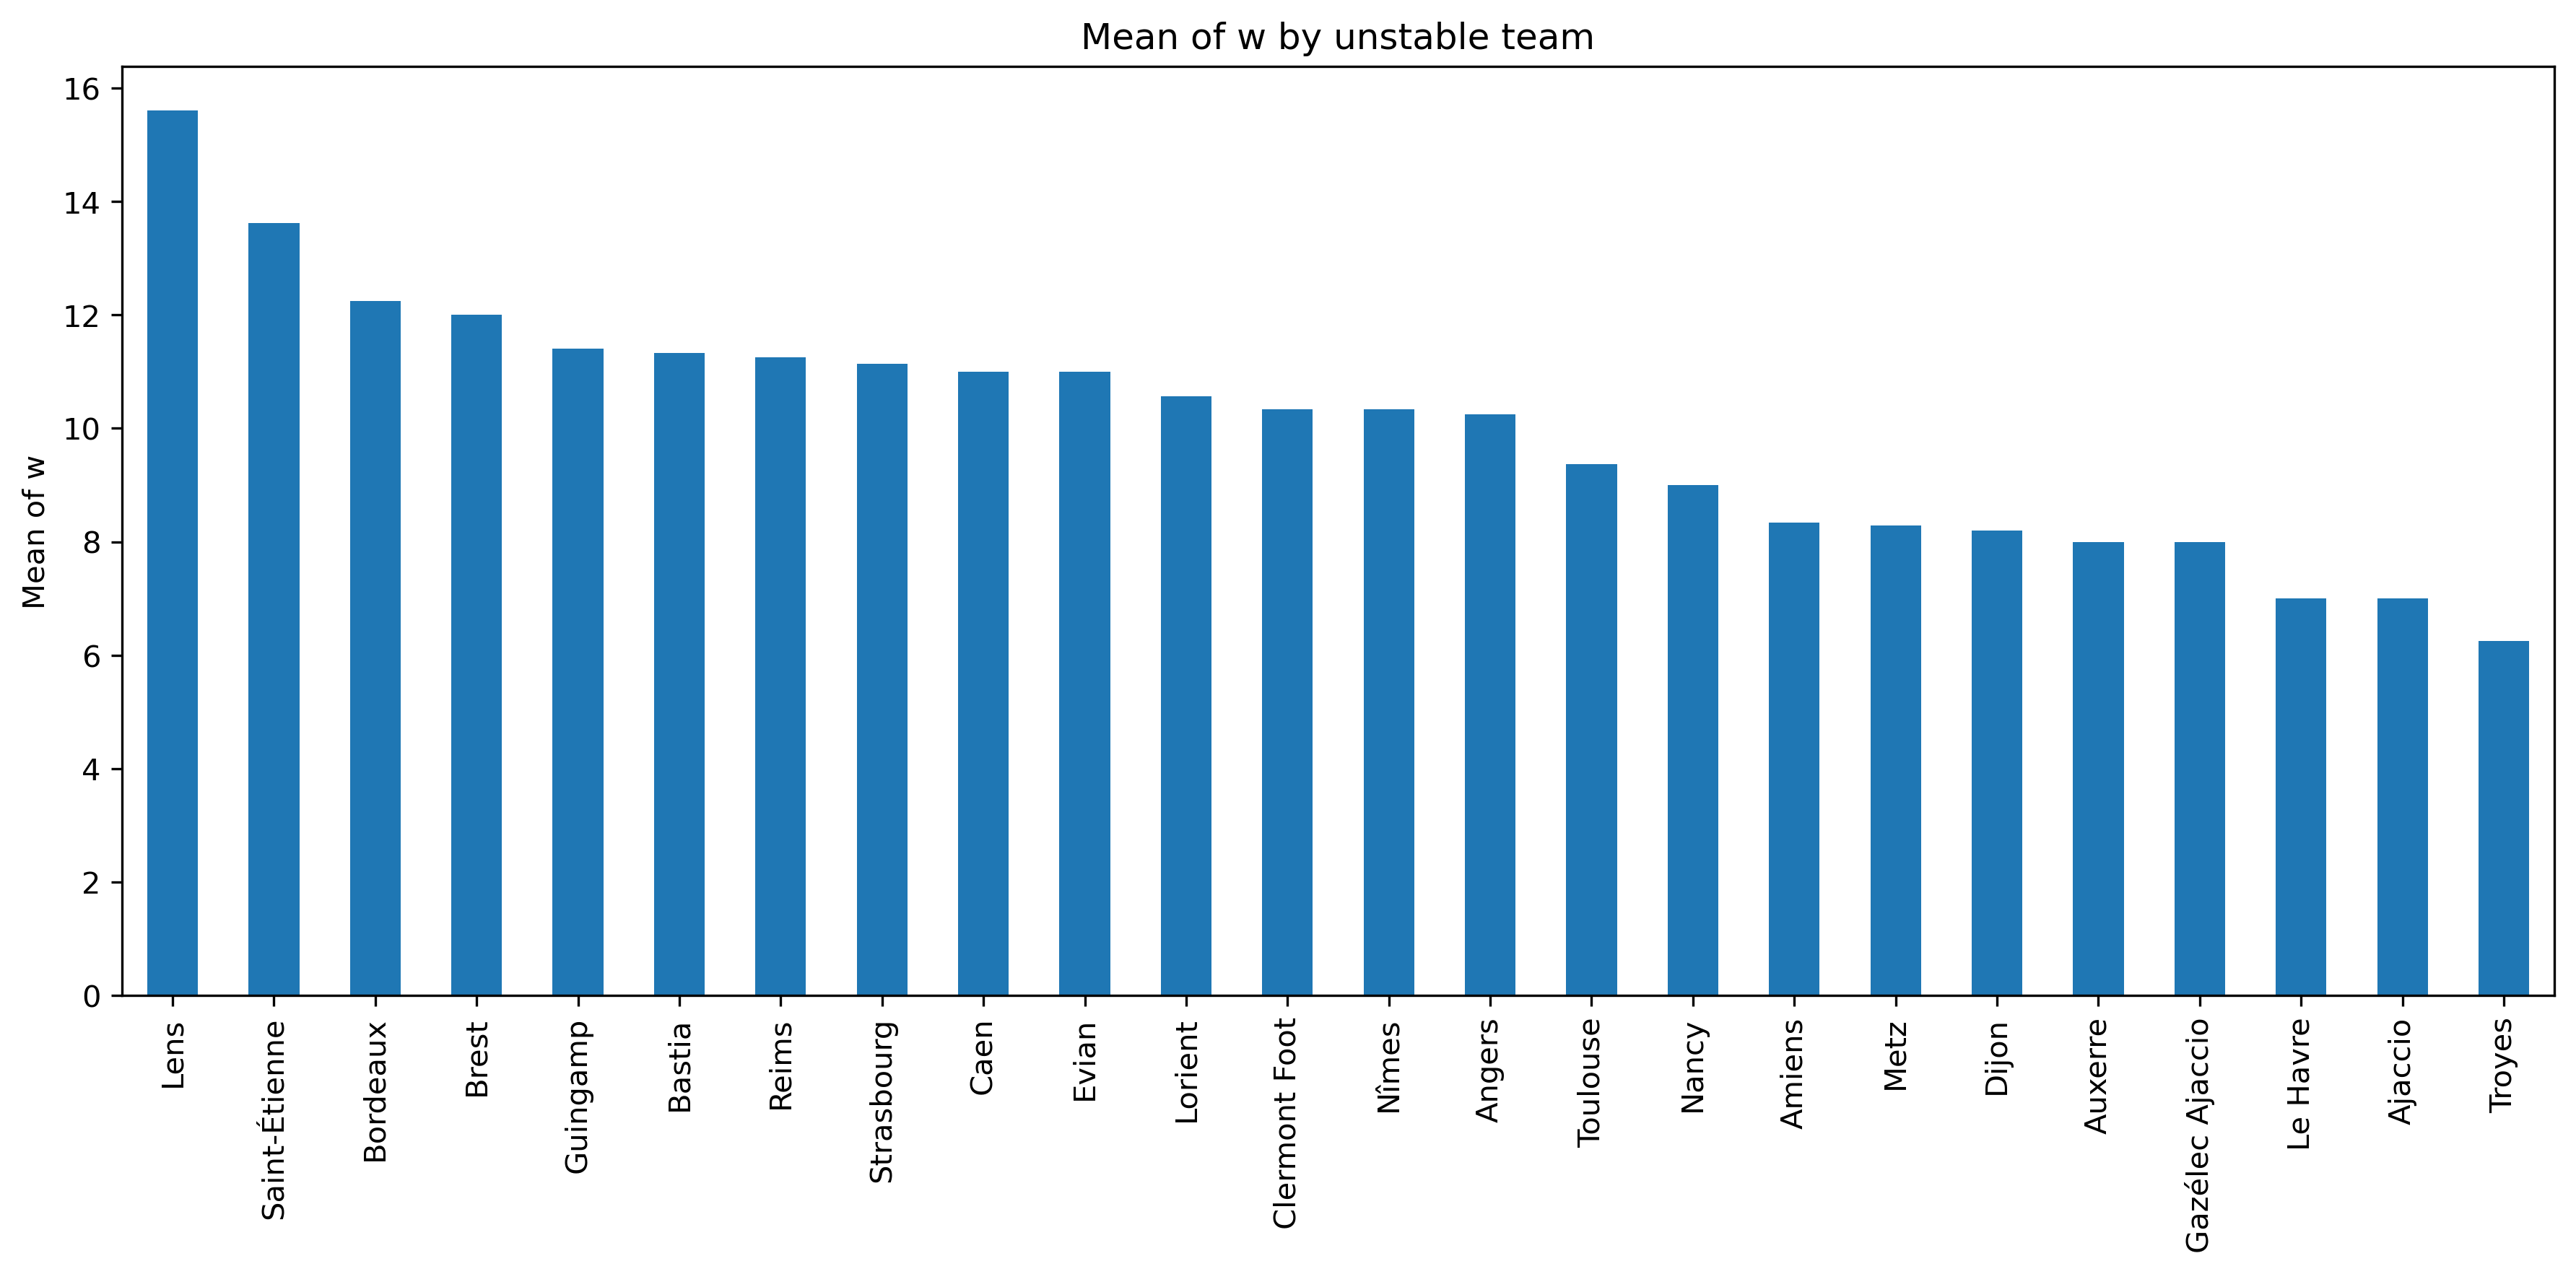 Mean of w by unstable team
Mean of w
16
14
12
10
8
6
4
2
0
Lens
Saint-Étienne
Bordeaux
Brest
Guingamp
Bastia
Reims
Strasbourg
Caen
Evian
Lorient
Clermont Foot
Nîmes
Angers
Toulouse
Nancy
Amiens
Metz
Dijon
Auxerre
Gazélec Ajaccio
Le Havre
Ajaccio
Troyes